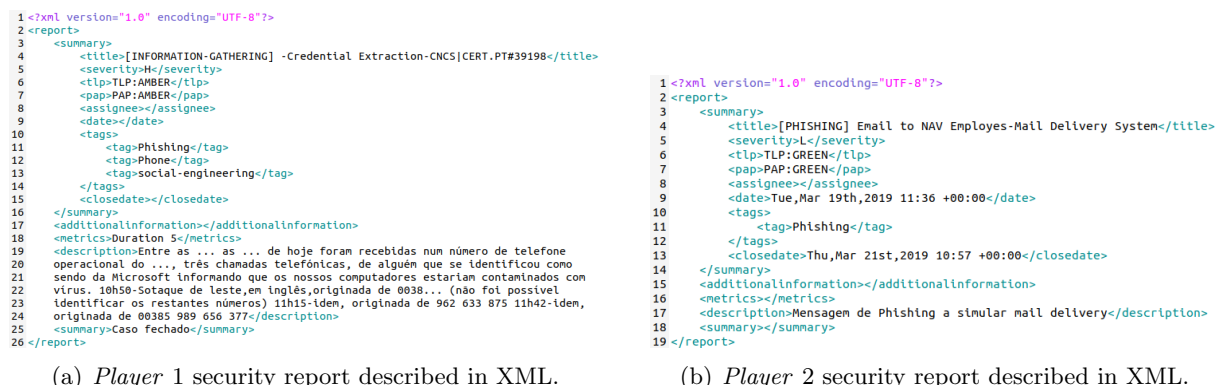 1 <?xml version="1.0" encoding="UTF-8"?>
2 <report>
3 <summary>
4 <title>[INFORMATION-GATHERING] -Credential Extraction-CNCS|CERT.PT#39198</title>
5 <severity>H</severity>
6 <tlp>TLP:AMBER</tlp>
7 <pap>PAP:AMBER</pap>
8 <assignee></assignee>
9 <date></date>
10 <tags>
11 <tag>Phishing</tag>
12 <tag>Phone</tag>
13 <tag>social-engineering</tag>
14 </tags>
15 <closedate></closedate>
16 </summary>
17 <additionalinformation></additionalinformation>
18 <metrics>Duration 5</metrics>
19 <description>Entre as ... as ... de hoje foram recebidas num número de telefone
20 operacional do ..., três chamadas telefónicas, de alguém que se identificou como
21 sendo da Microsoft informando que os nossos computadores estariam contaminados com
22 vírus. 10h50-Sotaque de leste,em inglês,originada de 0038... (não foi possível
23 identificar os restantes números) 11h15-idem, originada de 962 633 875 11h42-idem,
24 originada de 00385 989 656 377</description>
25 <summary>Caso fechado</summary>
26 </report>
(a) Player 1 security report described in XML.
1 <?xml version="1.0" encoding="UTF-8"?>
2 <report>
3 <summary>
4 <title>[PHISHING] Email to NAV Employes-Mail Delivery System</title>
5 <severity>L</severity>
6 <tlp>TLP:GREEN</tlp>
7 <pap>PAP:GREEN</pap>
8 <assignee></assignee>
9 <date>Tue,Mar 19th,2019 11:36 +00:00</date>
10 <tags>
11 <tag>Phishing</tag>
12 </tags>
13 <closedate>Thu,Mar 21st,2019 10:57 +00:00</closedate>
14 </summary>
15 <additionalinformation></additionalinformation>
16 <metrics></metrics>
17 <description>Mensagem de Phishing a simular mail delivery</description>
18 <summary></summary>
19 </report>
(b) Player 2 security report described in XML.